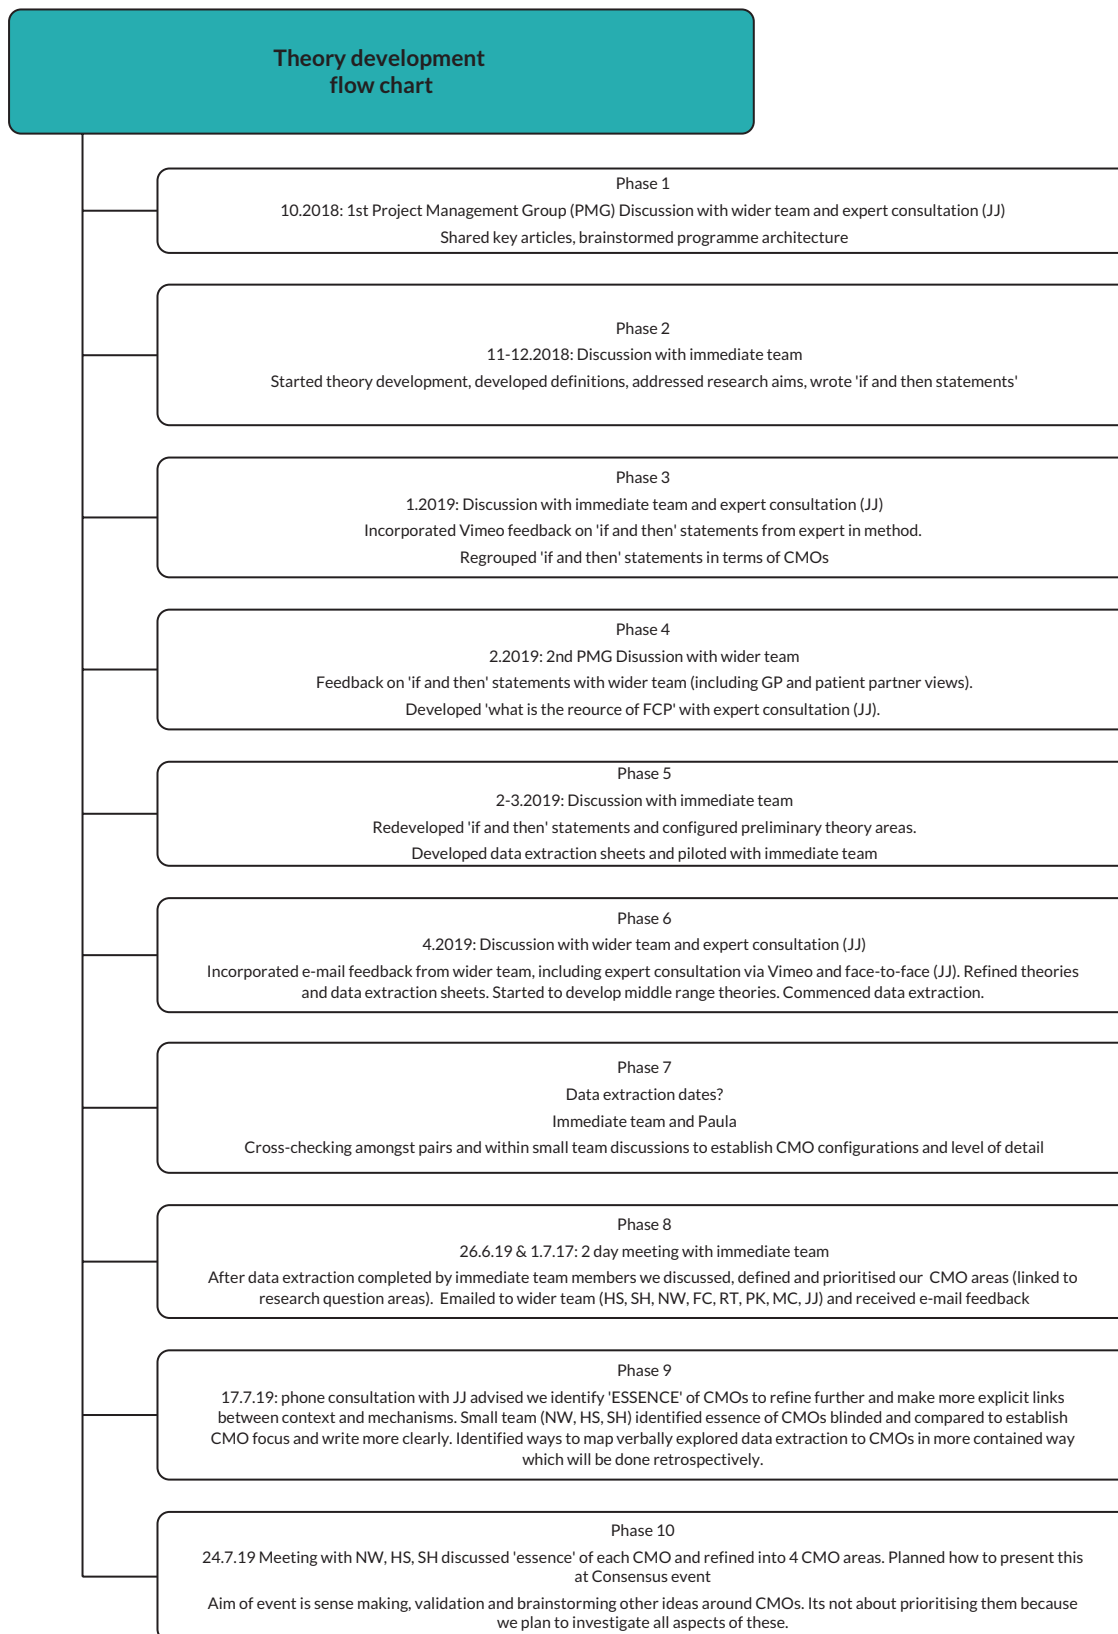 Theory development
flow chart
Phase 1
10.2018: 1st Project Management Group (PMG) Discussion with wider team and expert consultation (JJ)
Shared key articles, brainstormed programme architecture
Phase 2
11-12.2018: Discussion with immediate team
Started theory development, developed definitions, addressed research aims, wrote 'if and then statements'
Phase 3
1.2019: Discussion with immediate team and expert consultation (JJ)
Incorporated Vimeo feedback on 'if and then' statements from expert in method.
Regrouped 'if and then' statements in terms of CMOs
Phase 4
2.2019: 2nd PMG Disussion with wider team
Feedback on 'if and then' statements with wider team (including GP and patient partner views).
Developed 'what is the reource of FCP' with expert consultation (JJ).
Phase 5
2-3.2019: Discussion with immediate team
Redeveloped 'if and then' statements and configured preliminary theory areas.
Developed data extraction sheets and piloted with immediate team
Phase 6
4.2019: Discussion with wider team and expert consultation (JJ)
Incorporated e-mail feedback from wider team, including expert consultation via Vimeo and face-to-face (JJ). Refined theories
and data extraction sheets. Started to develop middle range theories. Commenced data extraction.
Phase 7
Data extraction dates?
Immediate team and Paula
Cross-checking amongst pairs and within small team discussions to establish CMO configurations and level of detail
Phase 8
26.6.19 & 1.7.17: 2 day meeting with immediate team
After data extraction completed by immediate team members we discussed, defined and prioritised our CMO areas (linked to
research question areas). Emailed to wider team (HS, SH, NW, FC, RT, PK, MC, JJ) and received e-mail feedback
Phase 9
17.7.19: phone consultation with JJ advised we identify 'ESSENCE' of CMOs to refine further and make more explicit links
between context and mechanisms. Small team (NW, HS, SH) identified essence of CMOs blinded and compared to establish
CMO focus and write more clearly. Identified ways to map verbally explored data extraction to CMOs in more contained way
which will be done retrospectively.
Phase 10
24.7.19 Meeting with NW, HS, SH discussed 'essence' of each CMO and refined into 4 CMO areas. Planned how to present this
at Consensus event
Aim of event is sense making, validation and brainstorming other ideas around CMOs. Its not about prioritising them because
we plan to investigate all aspects of these.